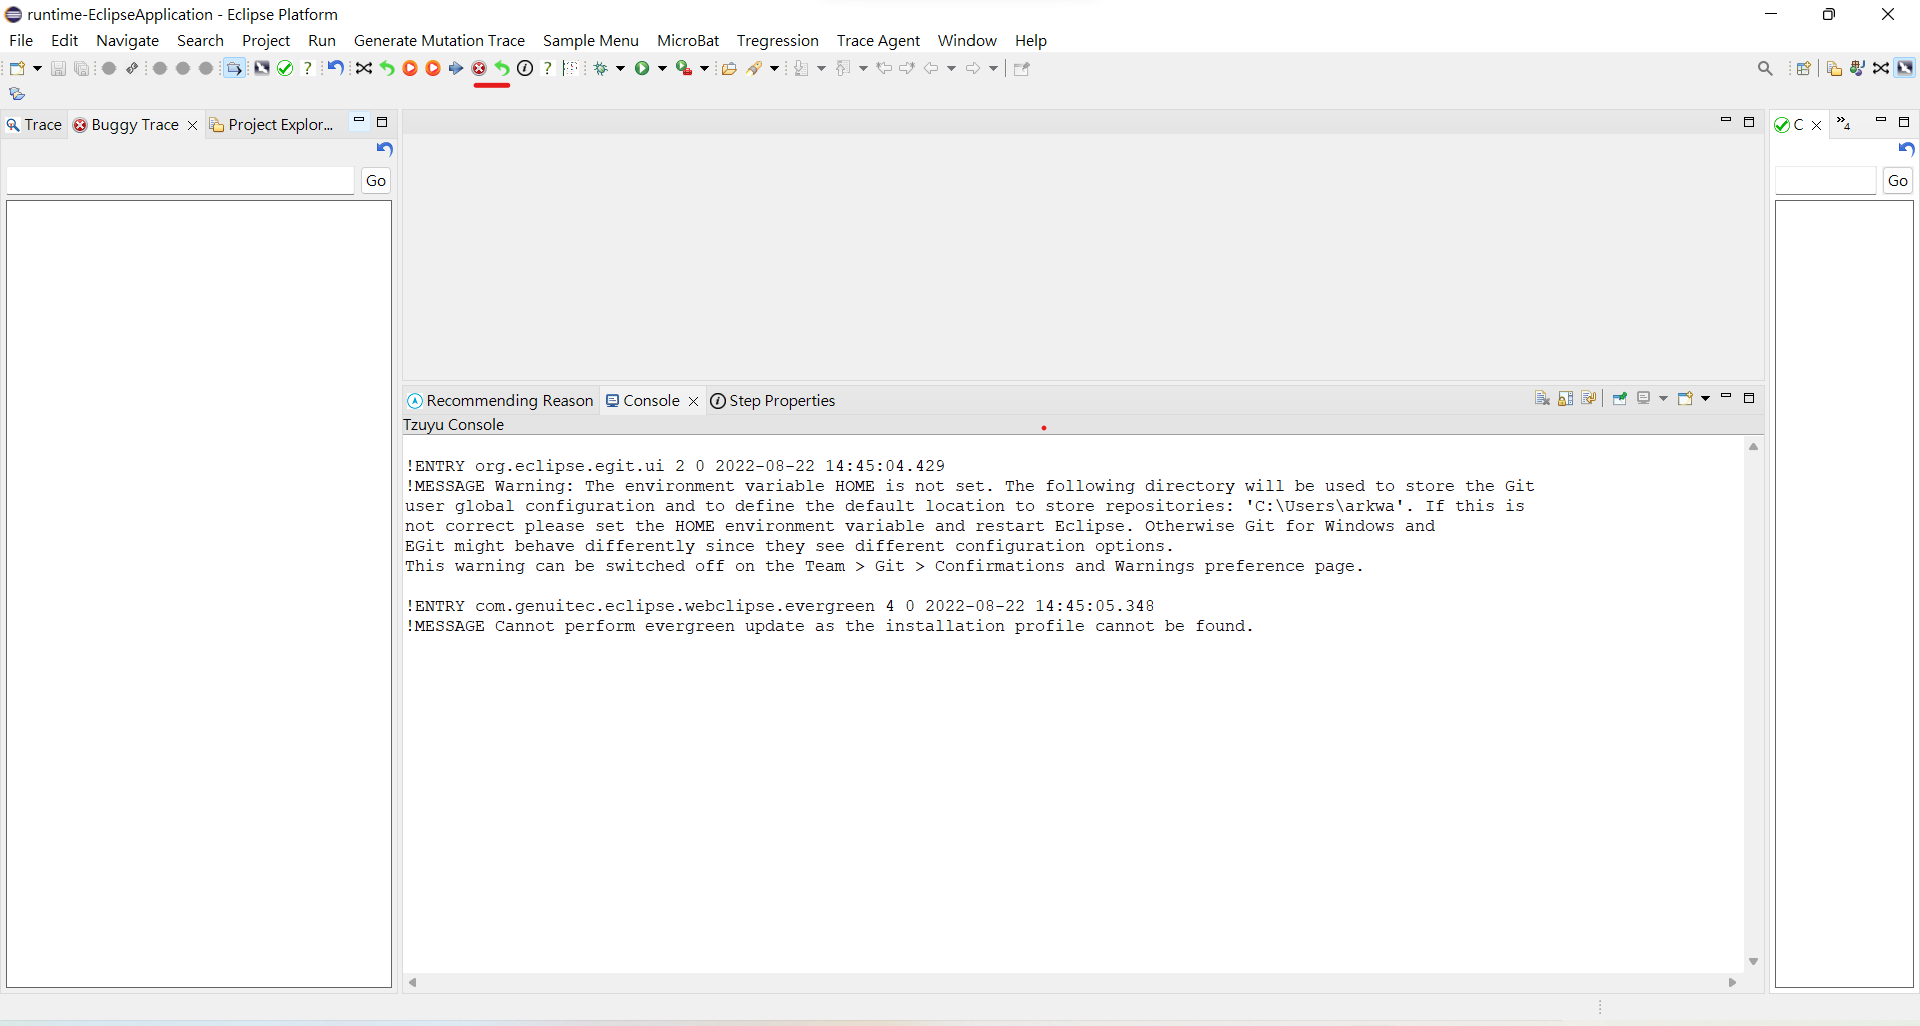 runtime-EclipseApplication - Eclipse Platform
File Edit Navigate Search Project Run Generate Mutation Trace Sample Menu MicroBat Tregression Trace Agent Window Help
Trace Buggy Trace Project Explor... C »4
Go Go
Recommending Reason Console Step Properties
Tzuyu Console
!ENTRY org.eclipse.egit.ui 2 0 2022-08-22 14:45:04.429
!MESSAGE Warning: The environment variable HOME is not set. The following directory will be used to store the Git
user global configuration and to define the default location to store repositories: 'C:\Users\arkwa'. If this is
not correct please set the HOME environment variable and restart Eclipse. Otherwise Git for Windows and
EGit might behave differently since they see different configuration options.
This warning can be switched off on the Team > Git > Confirmations and Warnings preference page.
!ENTRY com.genuitec.eclipse.webclipse.evergreen 4 0 2022-08-22 14:45:05.348
!MESSAGE Cannot perform evergreen update as the installation profile cannot be found.